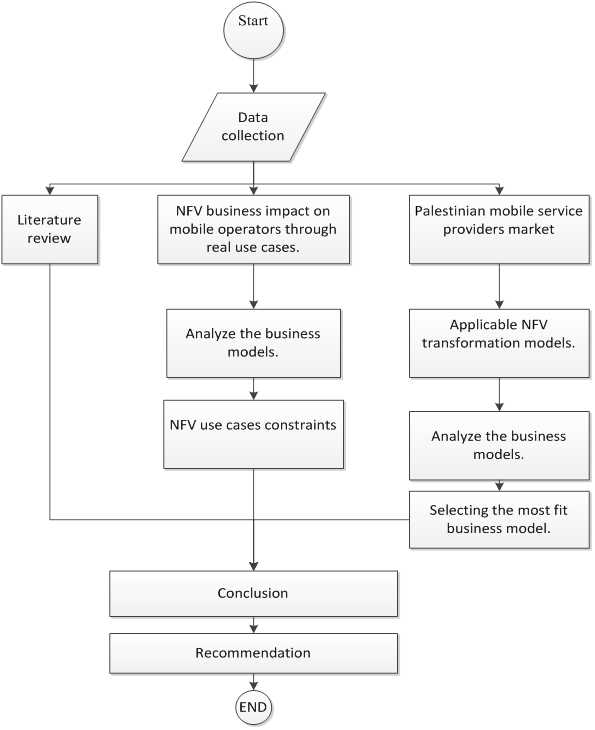 Start
Data
collection
Literature
review
NFV business impact on
mobile operators through
real use cases.
Palestinian mobile service
providers market
Analyze the business
models.
Applicable NFV
transformation models.
NFV use cases constraints
Analyze the business
models.
Selecting the most fit
business model.
Conclusion
Recommendation
END